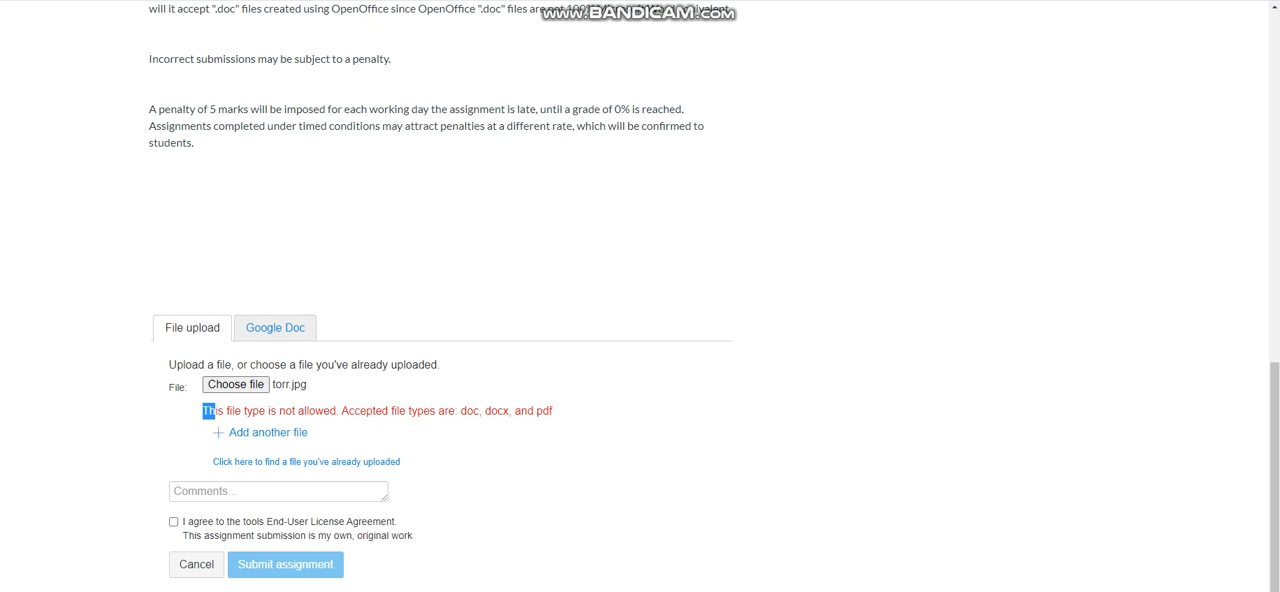 will it accept ".doc" files created using OpenOffice since OpenOffice ".doc" files are not 100%
www.BANDICAM.com
Incorrect submissions may be subject to a penalty.
A penalty of 5 marks will be imposed for each working day the assignment is late, until a grade of 0% is reached.
Assignments completed under timed conditions may attract penalties at a different rate, which will be confirmed to
students.
File upload
Google Doc
Upload a file, or choose a file you've already uploaded.
File: Choose file torr.jpg
This file type is not allowed. Accepted file types are: doc, docx, and pdf
Add another file
Click here to find a file you've already uploaded
Comments...
I agree to the tools End-User License Agreement.
This assignment submission is my own, original work
Cancel
Submit assignment